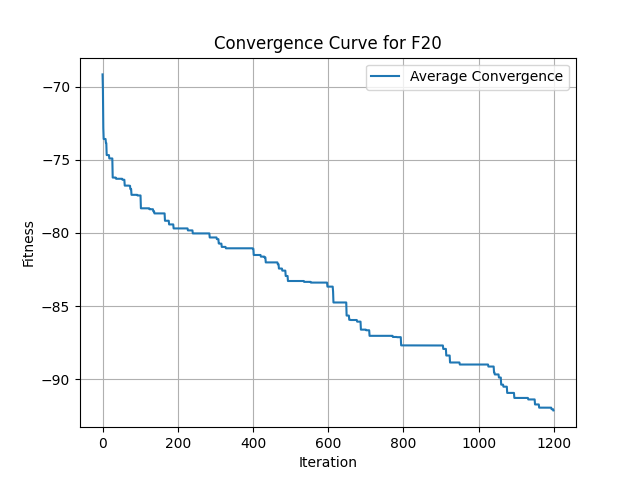 Convergence Curve for F20
Average Convergence
Fitness
−70
−75
−80
−85
−90
0 200 400 600 800 1000 1200
Iteration